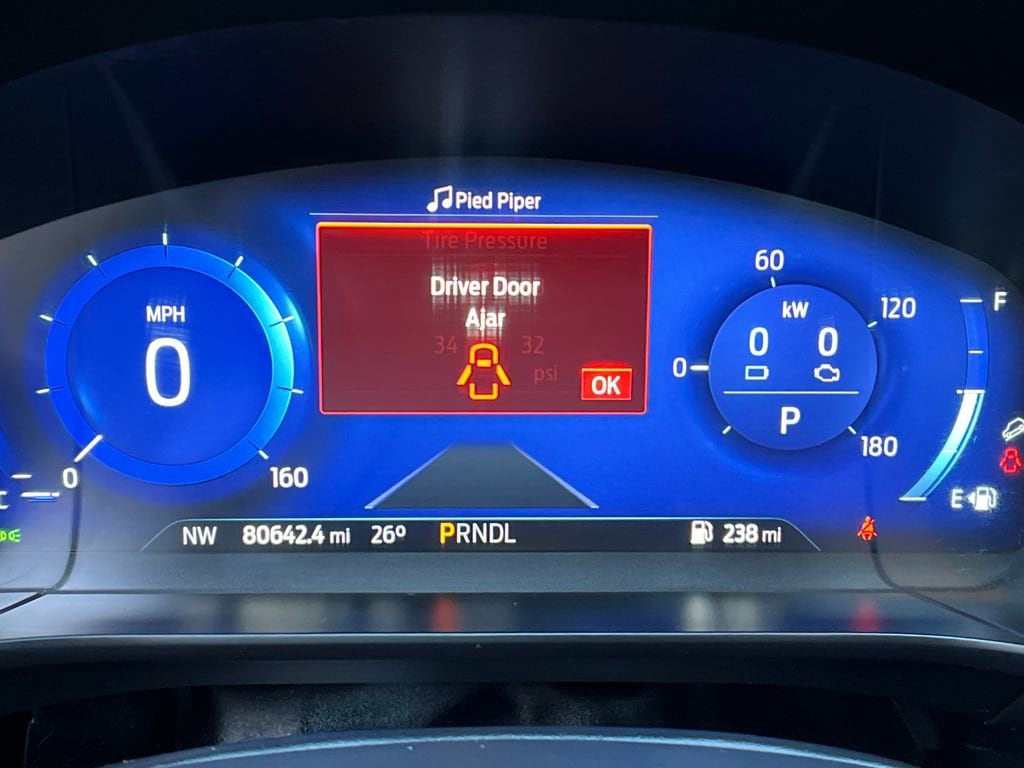 Pied Piper
Tire Pressure
Driver Door
Ajar
34 32
psi
OK
MPH
0
0
160
60
kW
120
0 0
0
P
180
F
E
NW 80642.4 mi 26° PRNDL 238 mi